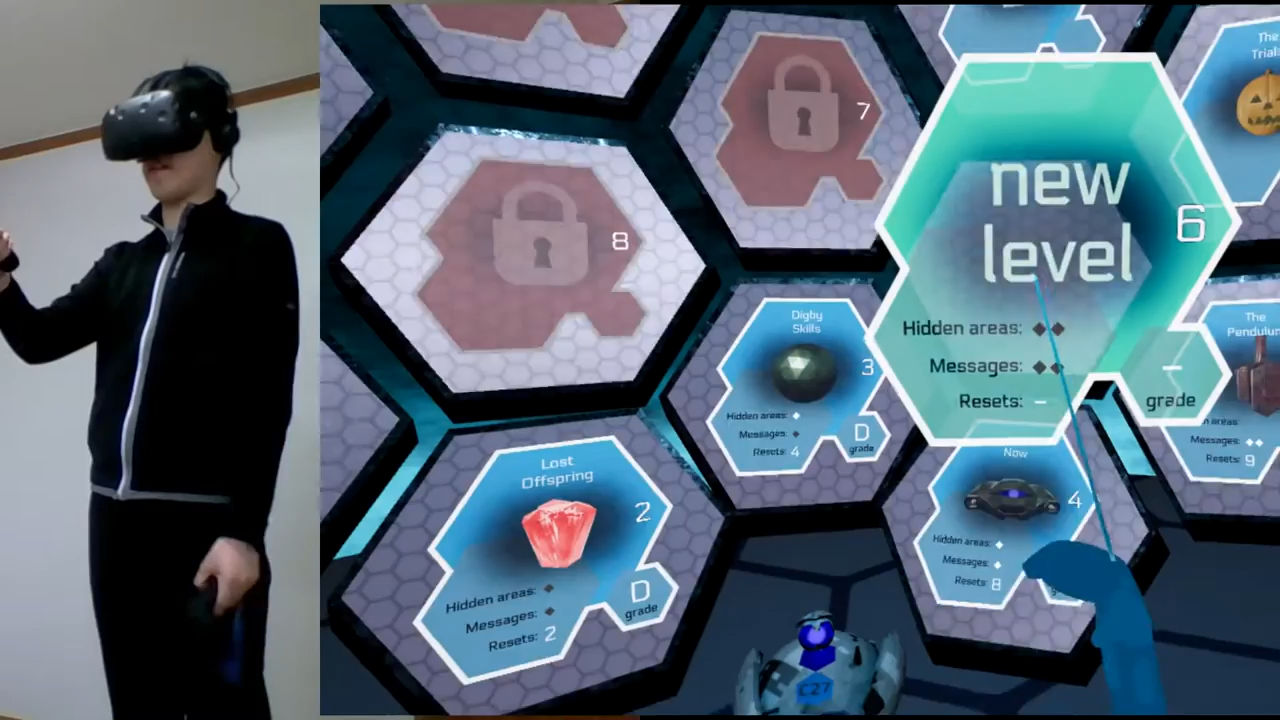 7
The
Trial
new
level
6
8
Hidden areas:
Messages:
Resets: –
–
grade
Digby
Skills
3
Hidden areas:
Messages:
Resets: 4
D
grade
The
Pendulum
areas:
Messages:
Resets: 9
Lost
Offspring
2
Hidden areas:
Messages:
Resets: 2
D
grade
Now
4
Hidden areas:
Messages:
Resets: 8
C27